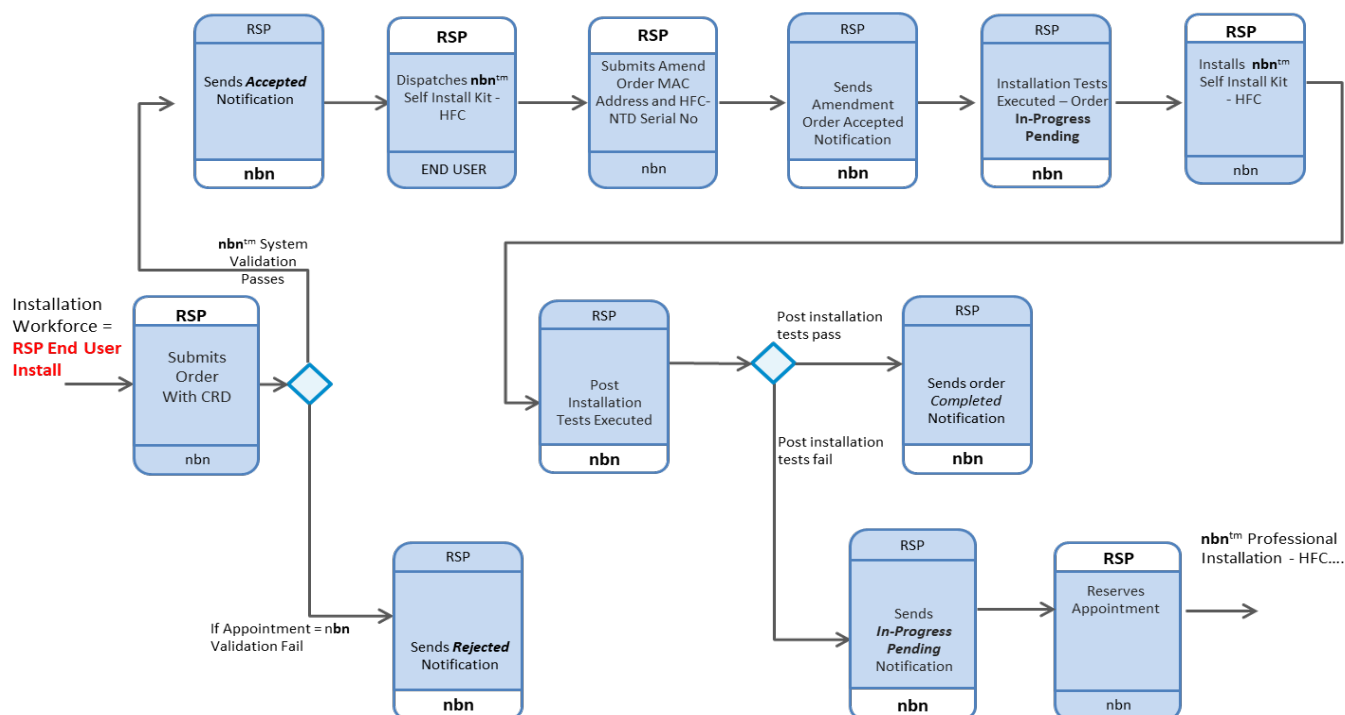 RSP
Sends Accepted
Notification
nbn
RSP
Dispatches nbn™
Self Install Kit -
HFC
END USER
RSP
Submits Amend
Order MAC
Address and HFC-
NTD Serial No
nbn
RSP
Sends
Amendment
Order Accepted
Notification
nbn
RSP
Installation Tests
Executed – Order
In-Progress
Pending
nbn
RSP
Installs nbn™
Self Install Kit
- HFC
nbn
nbn™ System
Validation
Passes
Installation
Workforce =
RSP End User
Install
RSP
Submits
Order
With CRD
nbn
RSP
Post
Installation
Tests Executed
nbn
Post installation
tests pass
RSP
Sends order
Completed
Notification
nbn
Post installation
tests fail
If Appointment = nbn
Validation Fail
RSP
Sends Rejected
Notification
nbn
RSP
Sends
In-Progress
Pending
Notification
nbn
RSP
Reserves
Appointment
nbn
nbn™ Professional
Installation - HFC....